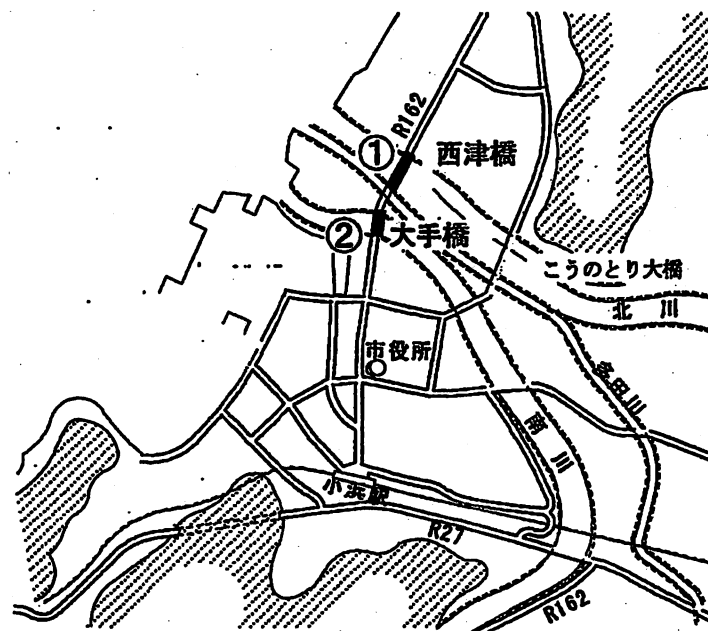 R162
① 西津橋
② 大手橋
こうのとり大橋
北川
市役所
多田川
南川
小浜駅
R27
R162